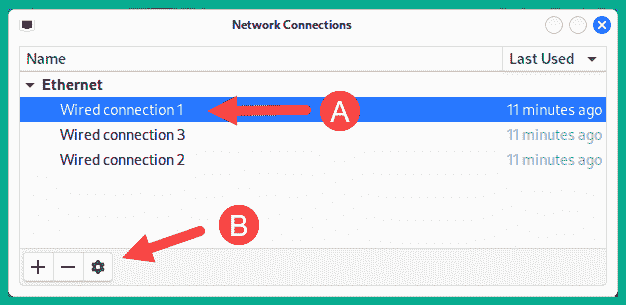 Network Connections
Name Last Used
Ethernet
Wired connection 1 11 minutes ago
A
Wired connection 3 11 minutes ago
Wired connection 2 11 minutes ago
B